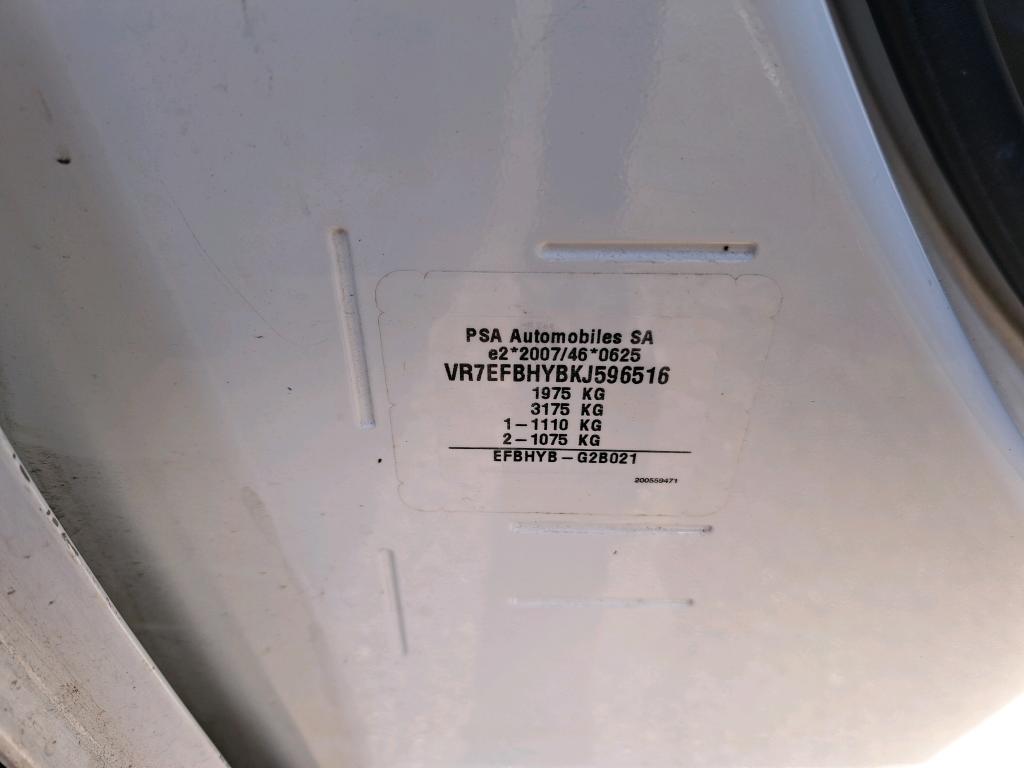 PSA Automobiles SA
e2*2007/46*0625
VR7EFBHYBKJ596516
1975 KG
3175 KG
1-1110 KG
2-1075 KG
EFBHYB-G2B021
200559471